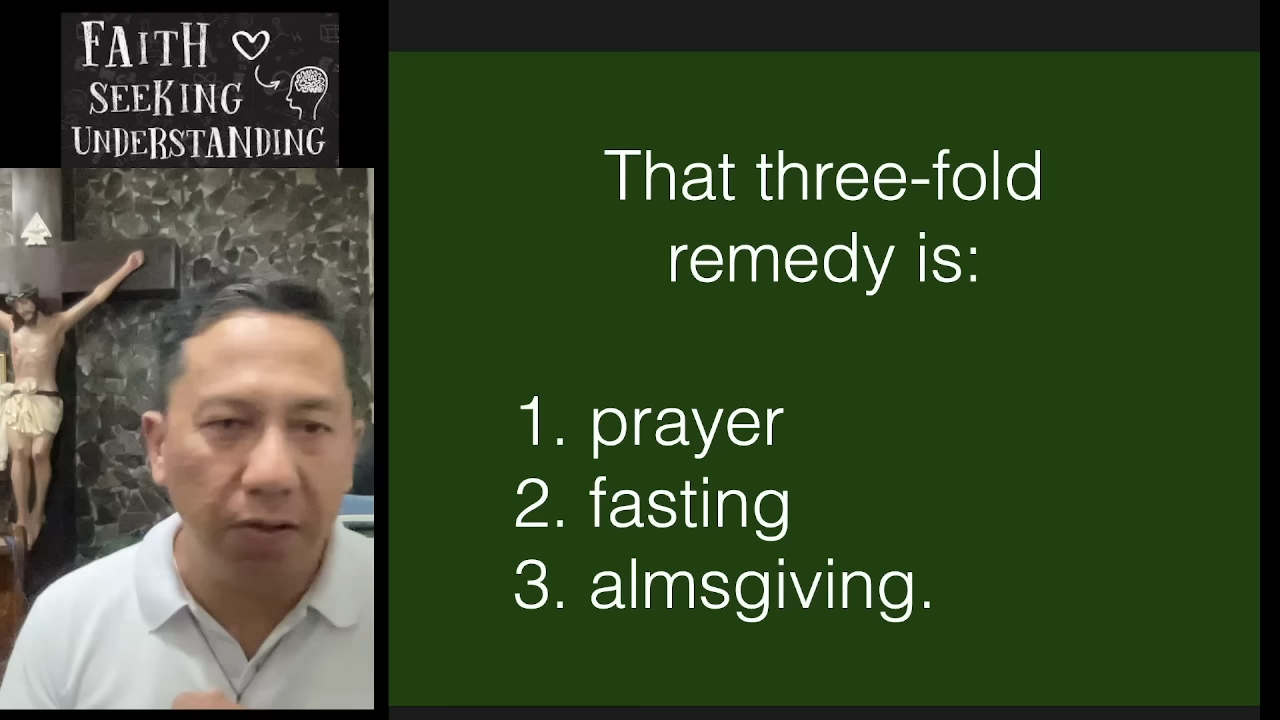 FAITH
SEEKING
UNDERSTANDING
That three-fold
remedy is:
1. prayer
2. fasting
3. almsgiving.